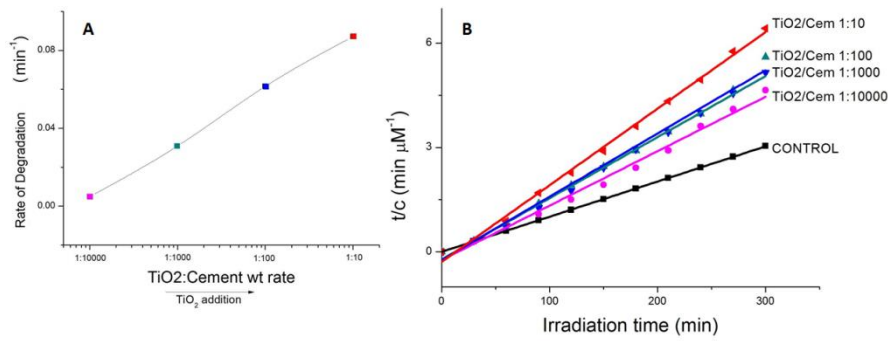 A
Rate of Degradation (min⁻¹)
0.08
0.04
0.00
1:10000
1:1000
1:100
1:10
TiO2:Cement wt rate
TiO₂ addition
B
t/c (min μM⁻¹)
6
3
0
0
100
200
300
Irradiation time (min)
TiO2/Cem 1:10
TiO2/Cem 1:100
TiO2/Cem 1:1000
TiO2/Cem 1:10000
CONTROL